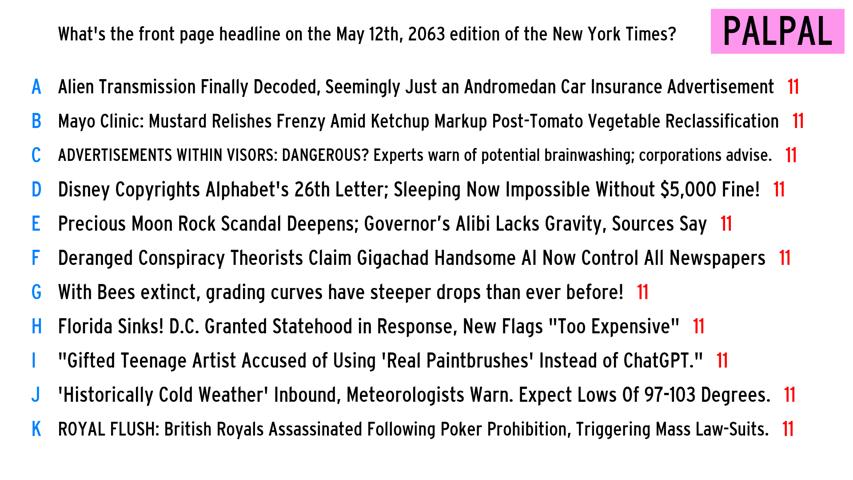 What's the front page headline on the May 12th, 2063 edition of the New York Times?
PALPAL
A Alien Transmission Finally Decoded, Seemingly Just an Andromedan Car Insurance Advertisement 11
B Mayo Clinic: Mustard Relishes Frenzy Amid Ketchup Markup Post-Tomato Vegetable Reclassification 11
C ADVERTISEMENTS WITHIN VISORS: DANGEROUS? Experts warn of potential brainwashing; corporations advise. 11
D Disney Copyrights Alphabet's 26th Letter; Sleeping Now Impossible Without $5,000 Fine! 11
E Precious Moon Rock Scandal Deepens; Governor’s Alibi Lacks Gravity, Sources Say 11
F Deranged Conspiracy Theorists Claim Gigachad Handsome AI Now Control All Newspapers 11
G With Bees extinct, grading curves have steeper drops than ever before! 11
H Florida Sinks! D.C. Granted Statehood in Response, New Flags "Too Expensive" 11
I "Gifted Teenage Artist Accused of Using 'Real Paintbrushes' Instead of ChatGPT." 11
J 'Historically Cold Weather' Inbound, Meteorologists Warn. Expect Lows Of 97-103 Degrees. 11
K ROYAL FLUSH: British Royals Assassinated Following Poker Prohibition, Triggering Mass Law-Suits. 11